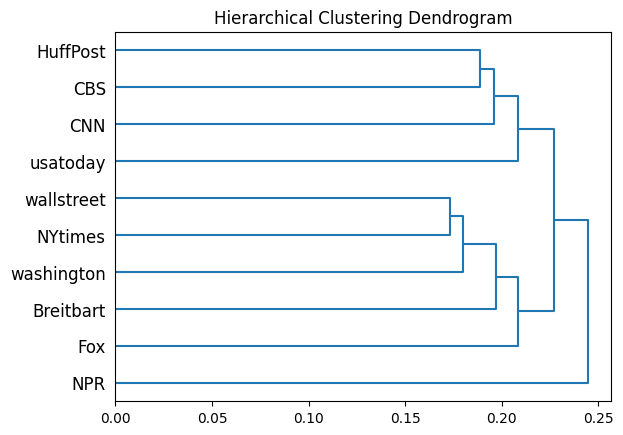 Hierarchical Clustering Dendrogram
HuffPost
CBS
CNN
usatoday
wallstreet
NYtimes
washington
Breitbart
Fox
NPR
0.00 0.05 0.10 0.15 0.20 0.25